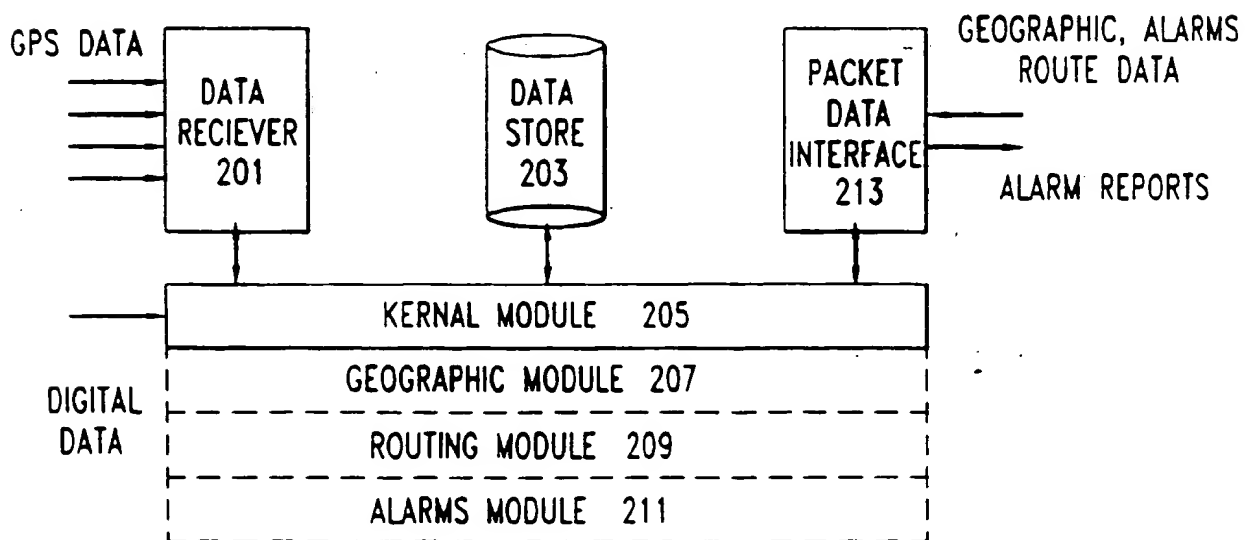 GPS DATA
DATA
RECIEVER
201
DATA
STORE
203
PACKET
DATA
INTERFACE
213
GEOGRAPHIC, ALARMS
ROUTE DATA
ALARM REPORTS
KERNAL MODULE 205
GEOGRAPHIC MODULE 207
DIGITAL
DATA
ROUTING MODULE 209
ALARMS MODULE 211